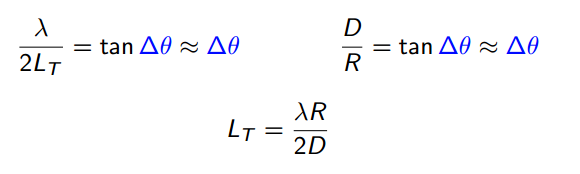 λ/2L_T = tan Δθ ≈ Δθ D/R = tan Δθ ≈ Δθ
L_T = λR/2D